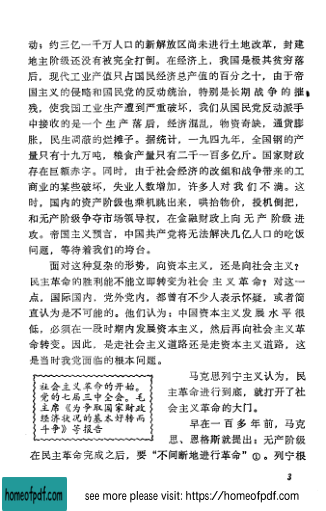 动；约三亿一千万人口的新解放区尚未进行土地改革，封建
地主阶级还没有被完全打倒。在经济上，我国是极其贫穷落
后，现代工业产值只占国民经济总产值的百分之十，由于帝
国主义的侵略和国民党的反动统治，特别是长期战争的摧
残，使我国工业生产遭到严重破坏，我们从国民党反动派手
中接收的是一个生产落后，经济混乱，物资奇缺，通货膨
胀，民生凋蔽的烂摊子。据统计，一九四九年，全国钢的产
量只有十九万吨，粮食产量只有二千一百多亿斤。国家财政
存在巨额赤字。同时，由于社会经济的改组和战争带来的工
商业的某些破坏，失业人数增加，许多人对我们不满。这
时，国内的资产阶级也乘机跳出来，哄抬物价，投机倒把，
和无产阶级争夺市场领导权，在金融财政上向无产阶级进
攻。帝国主义预言，中国共产党将无法解决几亿人口的吃饭
问题，等待着我们的垮台。
面对这种复杂的形势，向资本主义，还是向社会主义？
民主革命的胜利能不能立即转变为社会主义革命？对这一
点，国际国内、党外党内，都曾有不少人表示怀疑，或者简
直认为是不可能的。他们认为：中国资本主义发展水平很
低，必须在一段时期内发展资本主义，然后再向社会主义革
命转变。因此，是走社会主义道路还是走资本主义道路，这
是当时我党面临的根本问题。
社会主义革命的开始。
党的七届三中全会。毛
主席《为争取国家财政
经济状况的基本好转而
斗争》等报告
马克思列宁主义认为，民
主革命进行到底，就打开了社
会主义革命的大门。
早在一百多年前，马克
思、恩格斯就提出：无产阶级
在民主革命完成之后，要“不间断地进行革命”①。列宁根
3
homeofpdf.com
see more please visit: https://homeofpdf.com